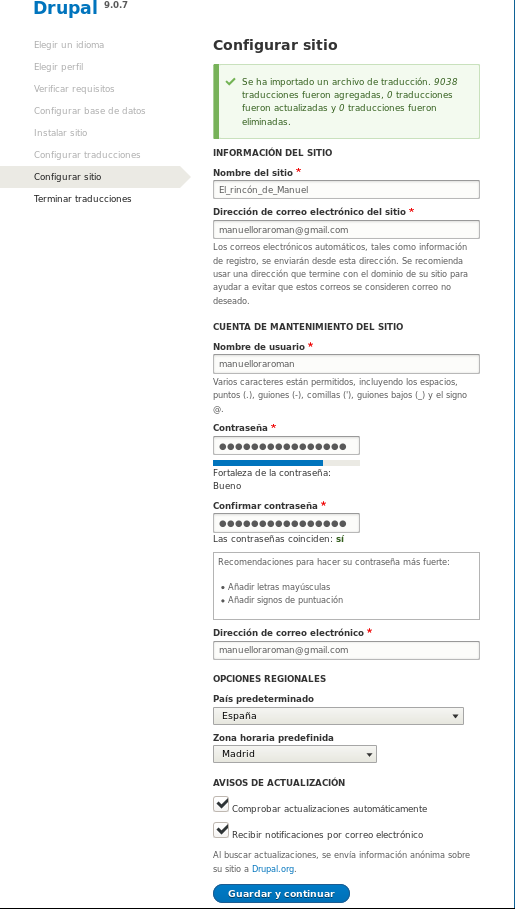 Drupal 9.0.7
Elegir un idioma
Elegir perfil
Verificar requisitos
Configurar base de datos
Instalar sitio
Configurar traducciones
Configurar sitio
Terminar traducciones
Configurar sitio
Se ha importado un archivo de traducción. 9038
traducciones fueron agregadas, 0 traducciones
fueron actualizadas y 0 traducciones fueron
eliminadas.
INFORMACIÓN DEL SITIO
Nombre del sitio *
El_rincón_de_Manuel
Dirección de correo electrónico del sitio *
manuelloraroman@gmail.com
Los correos electrónicos automáticos, tales como información
de registro, se enviarán desde esta dirección. Se recomienda
usar una dirección que termine con el dominio de su sitio para
ayudar a evitar que estos correos se consideren correo no
deseado.
CUENTA DE MANTENIMIENTO DEL SITIO
Nombre de usuario *
manuelloraroman
Varios caracteres están permitidos, incluyendo los espacios,
puntos (.), guiones (-), comillas ('), guiones bajos (_) y el signo
@.
Contraseña *
●●●●●●●●●●●●●●●●
Fortaleza de la contraseña:
Bueno
Confirmar contraseña *
●●●●●●●●●●●●●●●●
Las contraseñas coinciden: sí
Recomendaciones para hacer su contraseña más fuerte:
• Añadir letras mayúsculas
• Añadir signos de puntuación
Dirección de correo electrónico *
manuelloraroman@gmail.com
OPCIONES REGIONALES
País predeterminado
España
Zona horaria predefinida
Madrid
AVISOS DE ACTUALIZACIÓN
Comprobar actualizaciones automáticamente
Recibir notificaciones por correo electrónico
Al buscar actualizaciones, se envía información anónima sobre
su sitio a Drupal.org.
Guardar y continuar